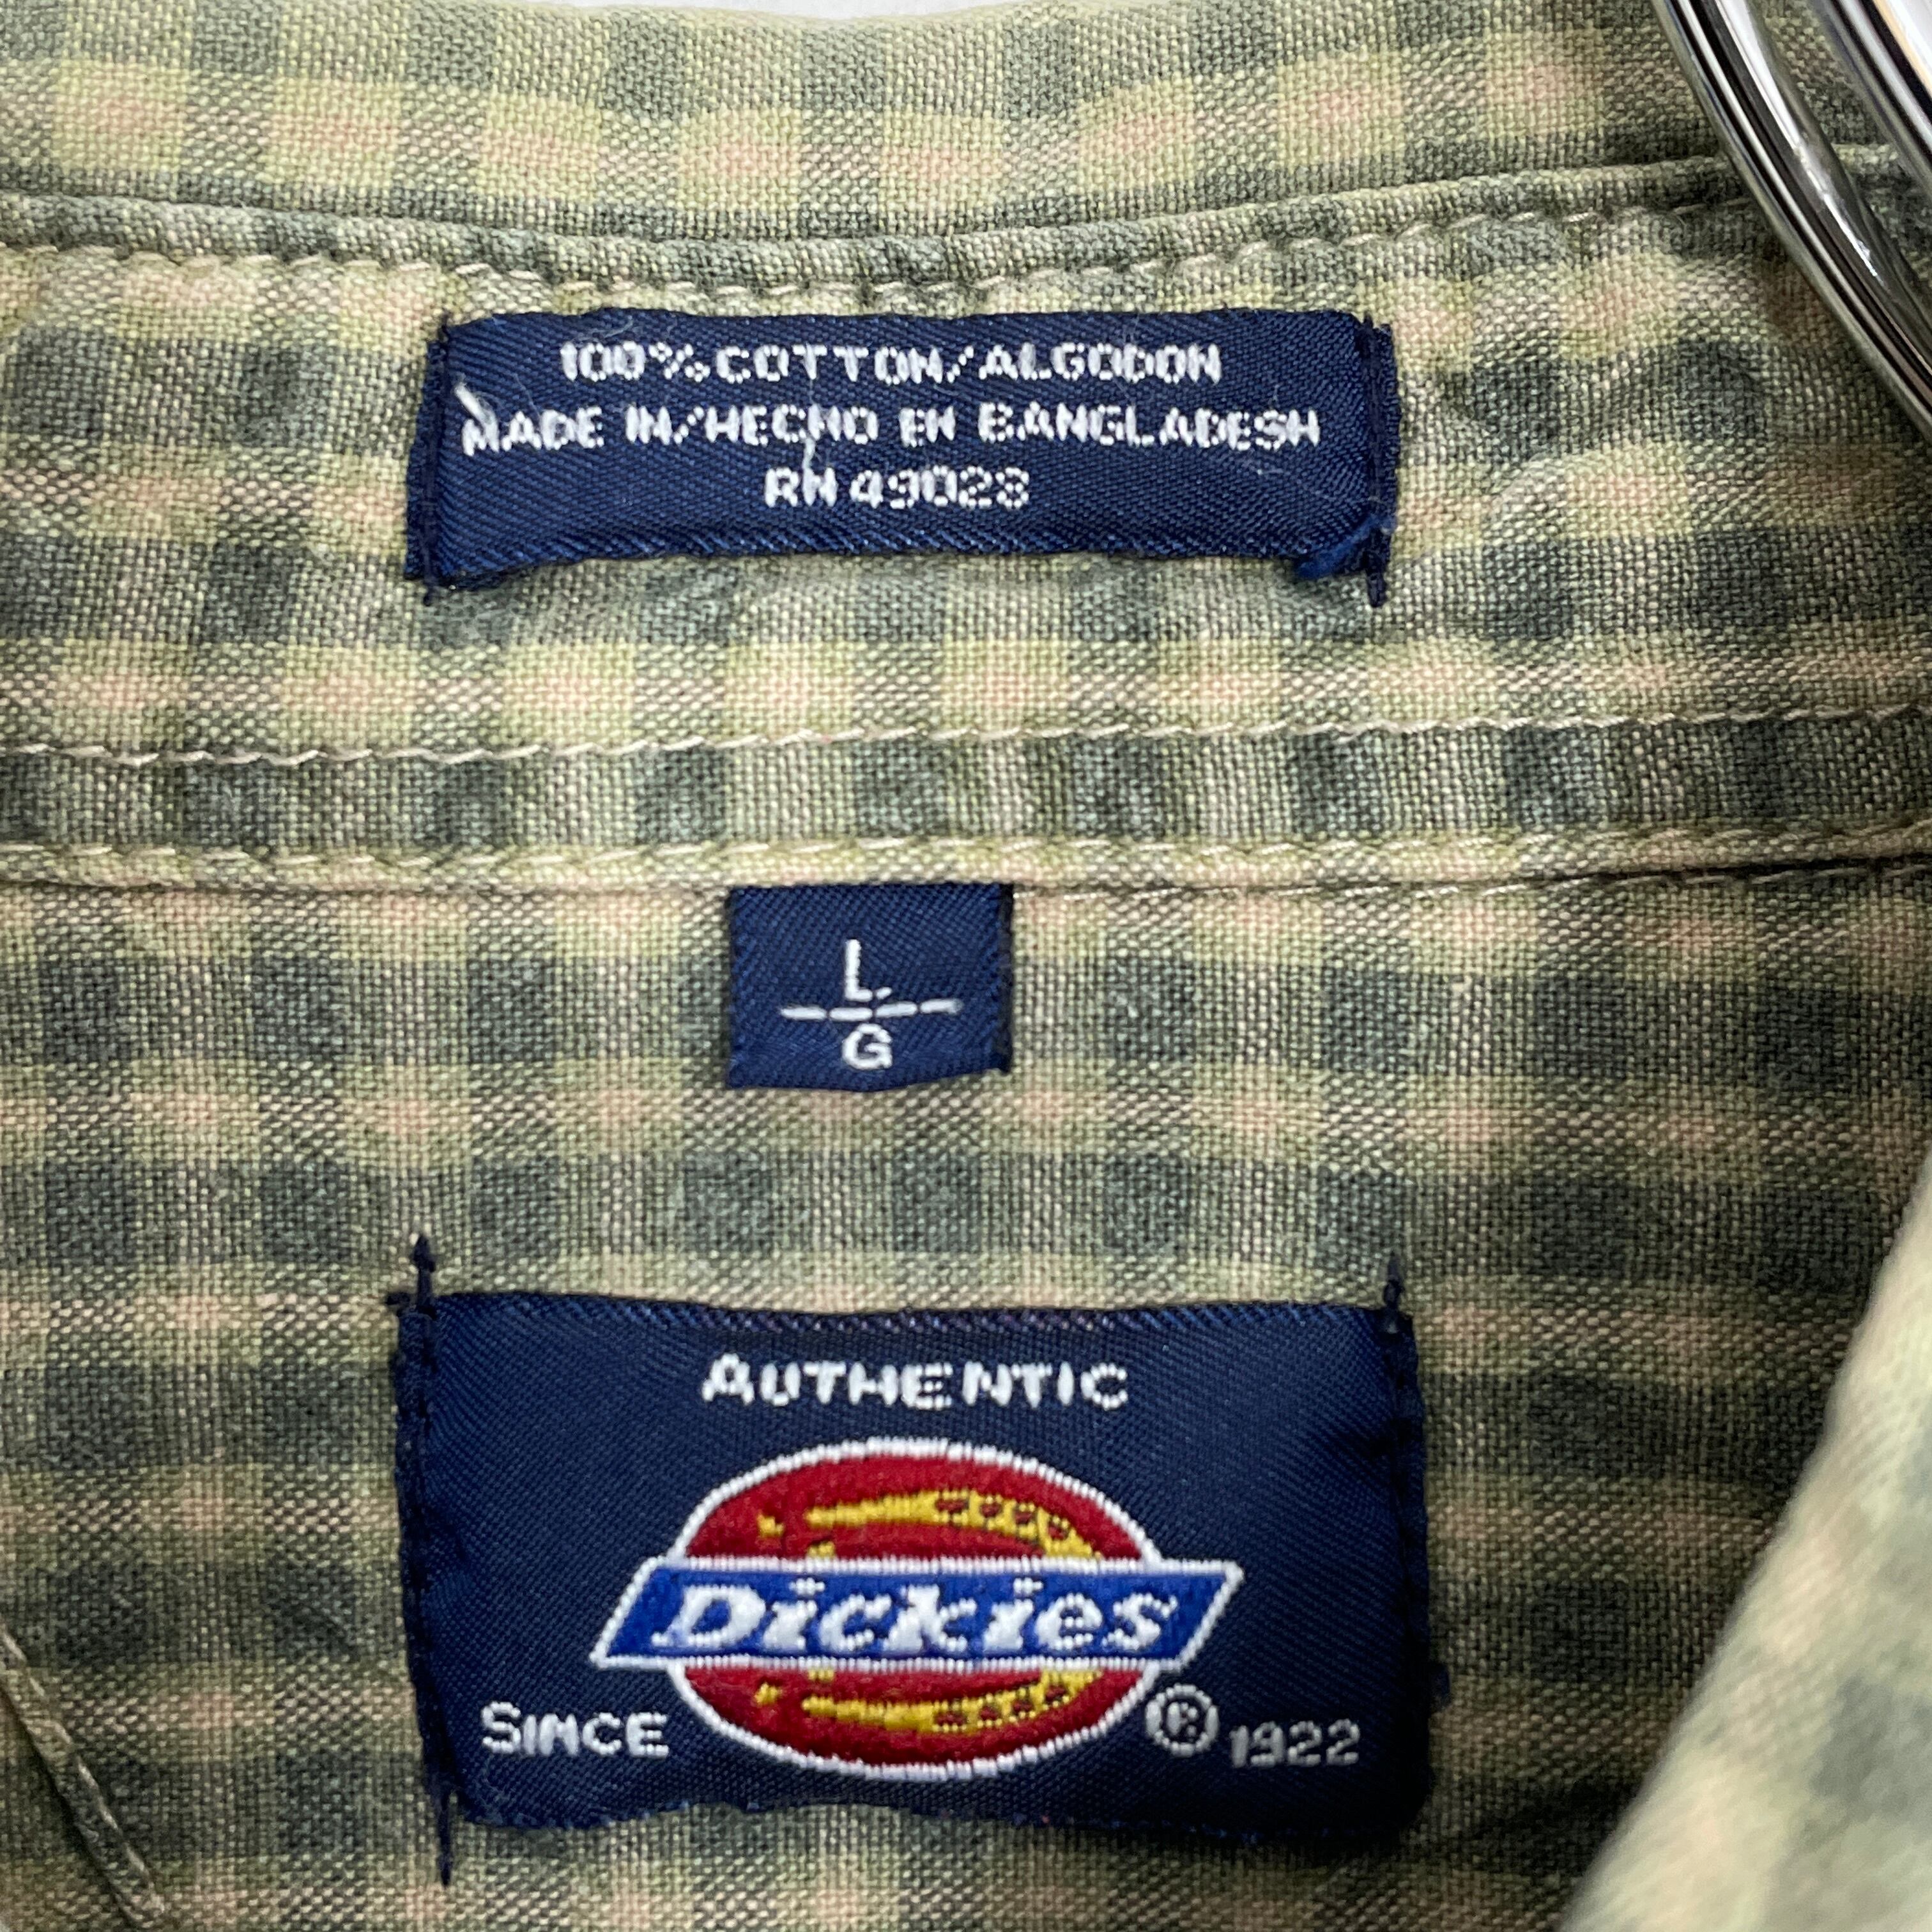 100% COTTON/ALGODON
MADE IN/HECHO EN BANGLADESH
RN 49028
L
G
AUTHENTIC
Dickies
SINCE ® 1922